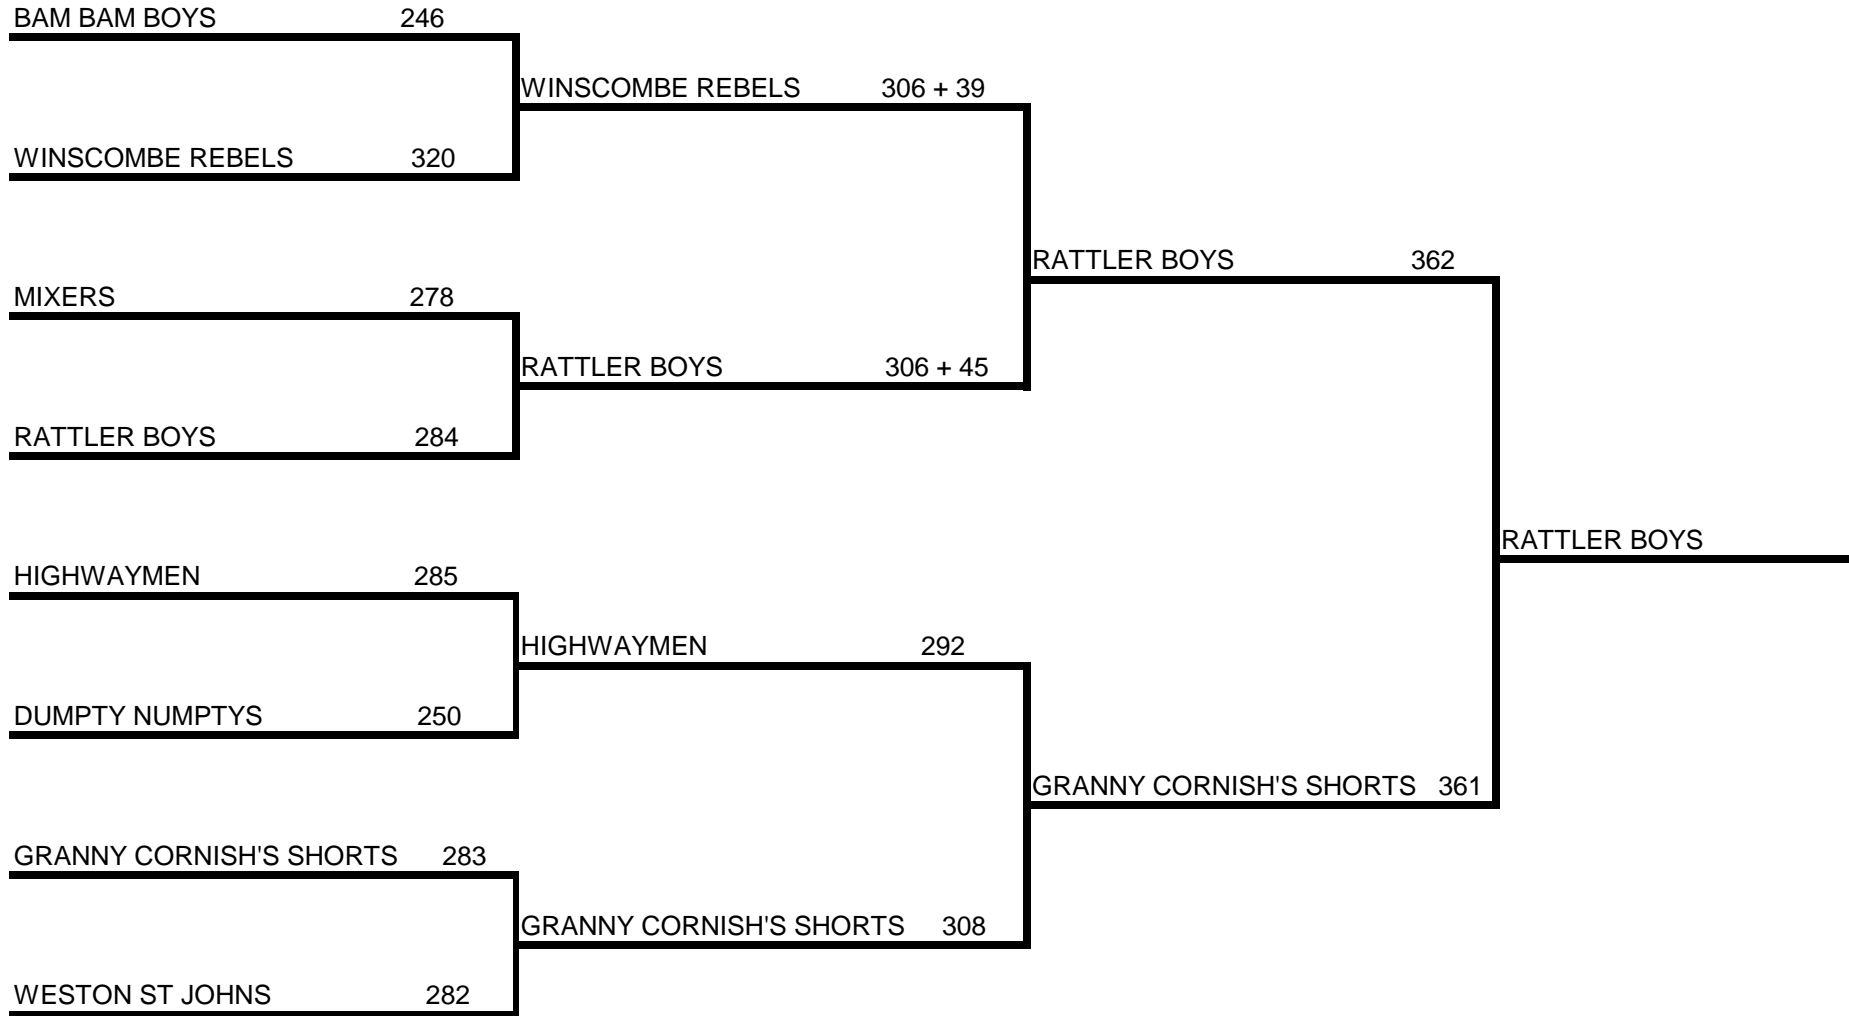 BAM BAM BOYS 246
WINSCOMBE REBELS 306 + 39
WINSCOMBE REBELS 320
RATTLER BOYS 362
MIXERS 278
RATTLER BOYS 306 + 45
RATTLER BOYS 284
RATTLER BOYS
HIGHWAYMEN 285
HIGHWAYMEN 292
DUMPTY NUMPTYS 250
GRANNY CORNISH'S SHORTS 361
GRANNY CORNISH'S SHORTS 283
GRANNY CORNISH'S SHORTS 308
WESTON ST JOHNS 282